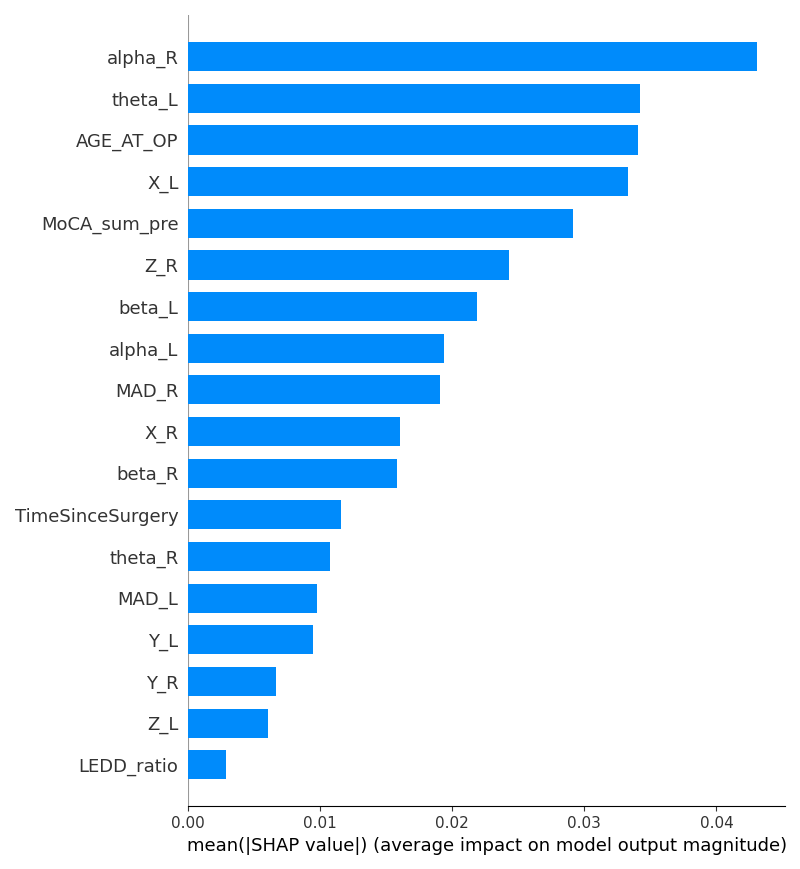 alpha_R
theta_L
AGE_AT_OP
X_L
MoCA_sum_pre
Z_R
beta_L
alpha_L
MAD_R
X_R
beta_R
TimeSinceSurgery
theta_R
MAD_L
Y_L
Y_R
Z_L
LEDD_ratio
0.00 0.01 0.02 0.03 0.04
mean(|SHAP value|) (average impact on model output magnitude)